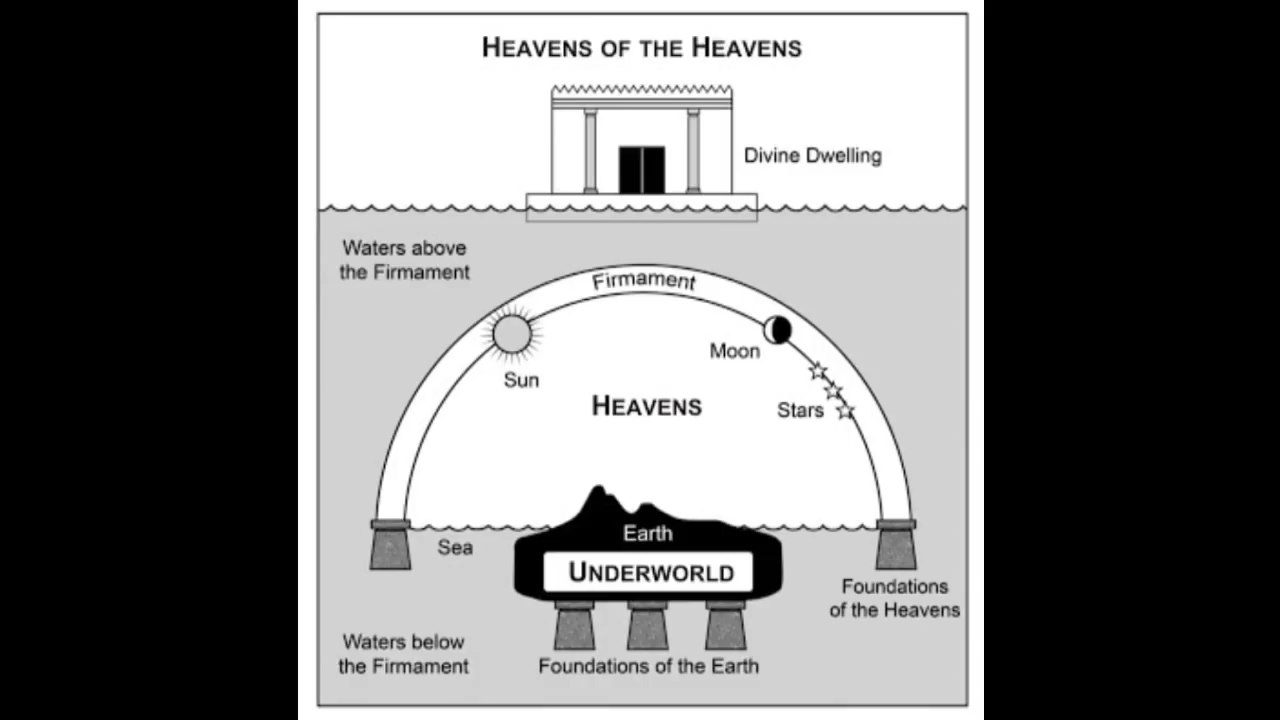 HEAVENS OF THE HEAVENS
Divine Dwelling
Waters above
the Firmament
Firmament
Moon
Sun
HEAVENS
Stars
Earth
Sea
UNDERWORLD
Foundations
of the Heavens
Waters below
the Firmament
Foundations of the Earth